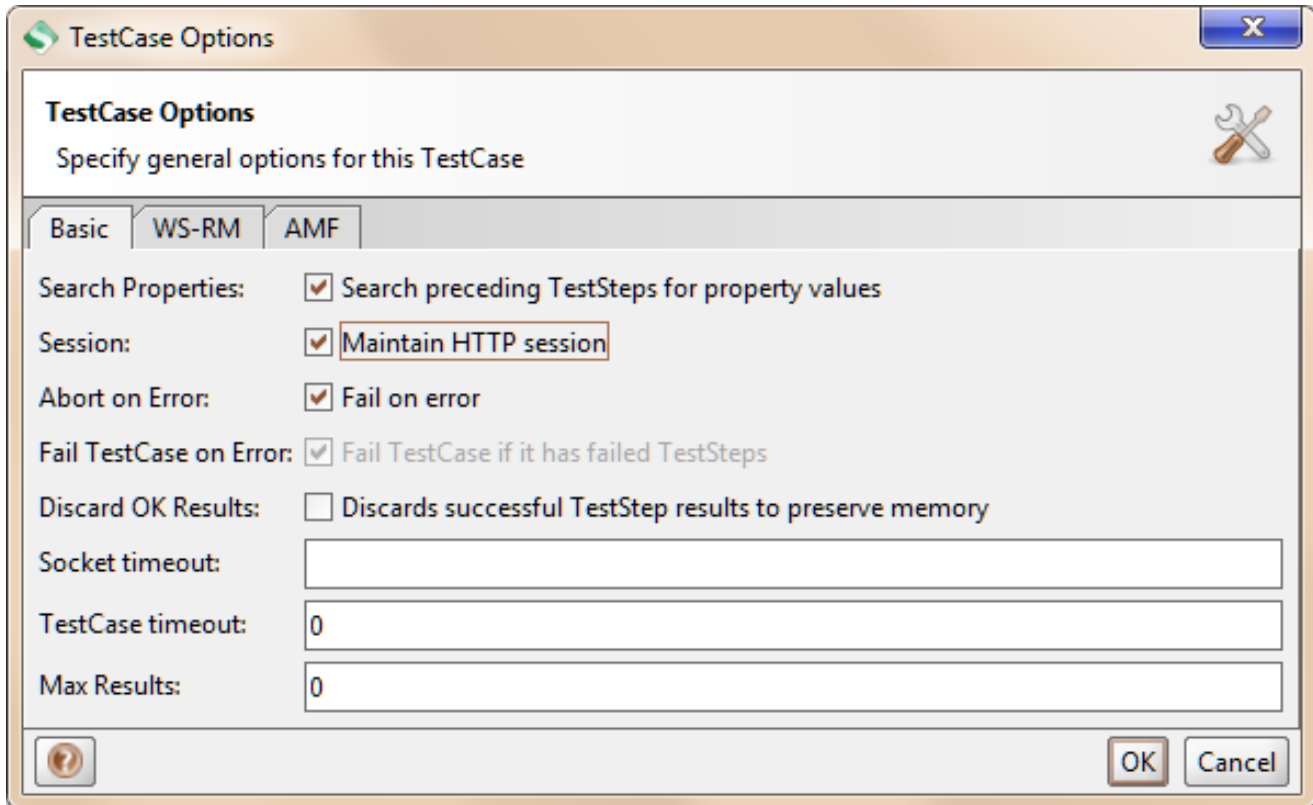 TestCase Options
TestCase Options
Specify general options for this TestCase
Basic WS-RM AMF
Search Properties: Search preceding TestSteps for property values
Session: Maintain HTTP session
Abort on Error: Fail on error
Fail TestCase on Error: Fail TestCase if it has failed TestSteps
Discard OK Results: Discards successful TestStep results to preserve memory
Socket timeout:
TestCase timeout: 0
Max Results: 0
? OK Cancel